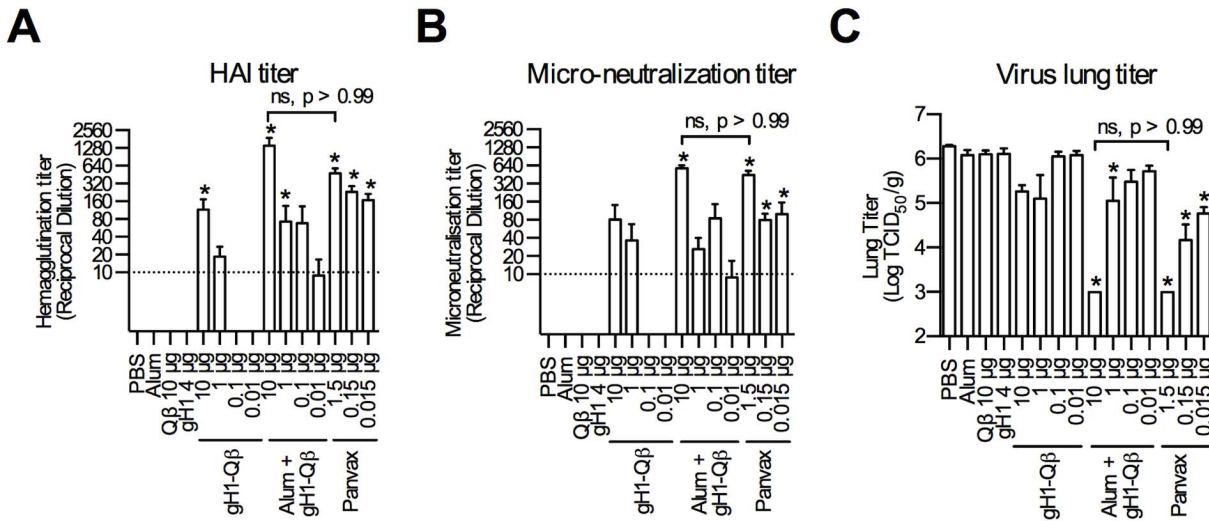 A
HAI titer
ns, p > 0.99
Hemagglutination titer
(Reciprocal Dilution)
2560
1280
640
320
160
80
40
20
10
* * * * * *
PBS
Alum
Qβ 10 µg
gH1 4 µg
10 µg
1 µg
0.1 µg
0.01 µg
10 µg
1 µg
0.1 µg
0.01 µg
1.5 µg
0.15 µg
0.015 µg
gH1-Qβ
Alum +
gH1-Qβ
Panvax
B
Micro-neutralization titer
ns, p > 0.99
Microneutralisation titer
(Reciprocal Dilution)
2560
1280
640
320
160
80
40
20
10
* * * *
PBS
Alum
Qβ 10 µg
gH1 4 µg
10 µg
1 µg
0.1 µg
0.01 µg
10 µg
1 µg
0.1 µg
0.01 µg
1.5 µg
0.15 µg
0.015 µg
gH1-Qβ
Alum +
gH1-Qβ
Panvax
C
Virus lung titer
ns, p > 0.99
Lung Titer
(Log TCID50/g)
7
6
5
4
3
2
* * * * *
PBS
Alum
Qβ 10 µg
gH1 4 µg
10 µg
1 µg
0.1 µg
0.01 µg
10 µg
1 µg
0.1 µg
0.01 µg
1.5 µg
0.15 µg
0.015 µg
gH1-Qβ
Alum +
gH1-Qβ
Panvax